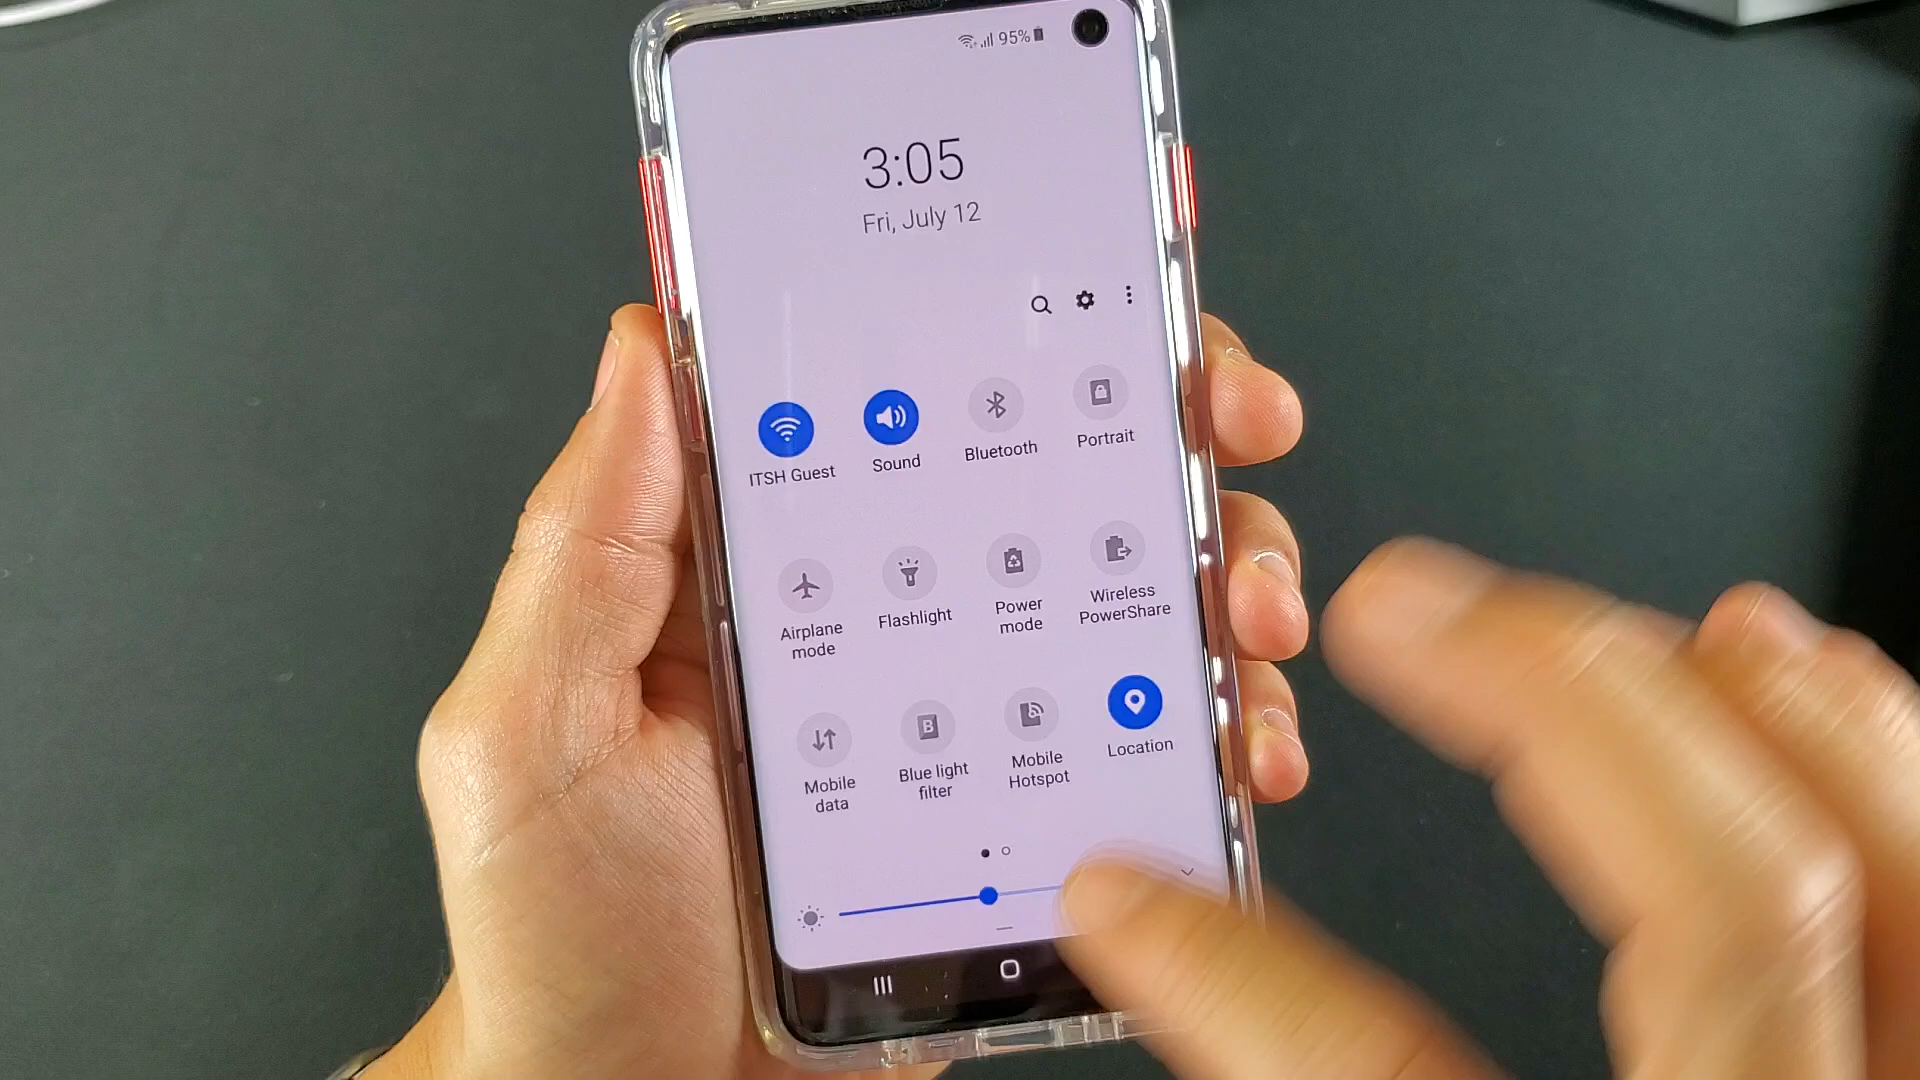 95%
3:05
Fri, July 12
ITSH Guest
Sound
Bluetooth
Portrait
Airplane
mode
Flashlight
Power
mode
Wireless
PowerShare
Mobile
data
Blue light
filter
Mobile
Hotspot
Location
B